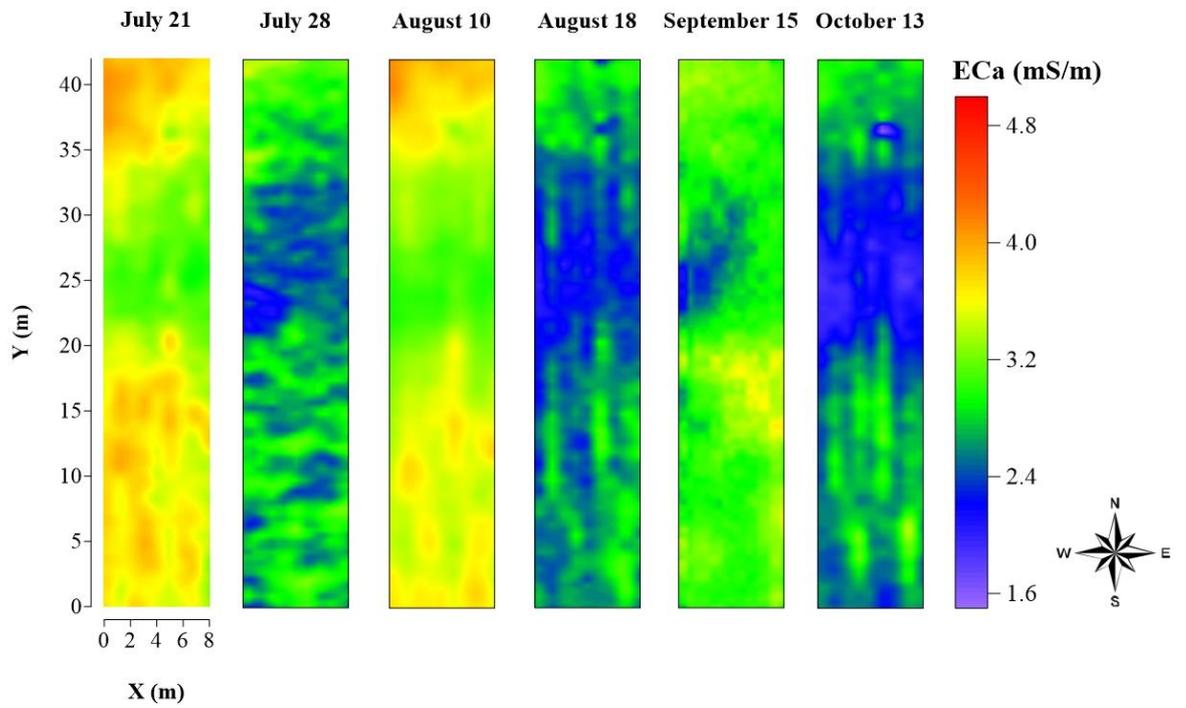 July 21
July 28
August 10
August 18
September 15
October 13
ECa (mS/m)
4.8
4.0
3.2
2.4
1.6
40
35
30
25
20
15
10
5
0
Y (m)
0 2 4 6 8
X (m)
N
W E
S